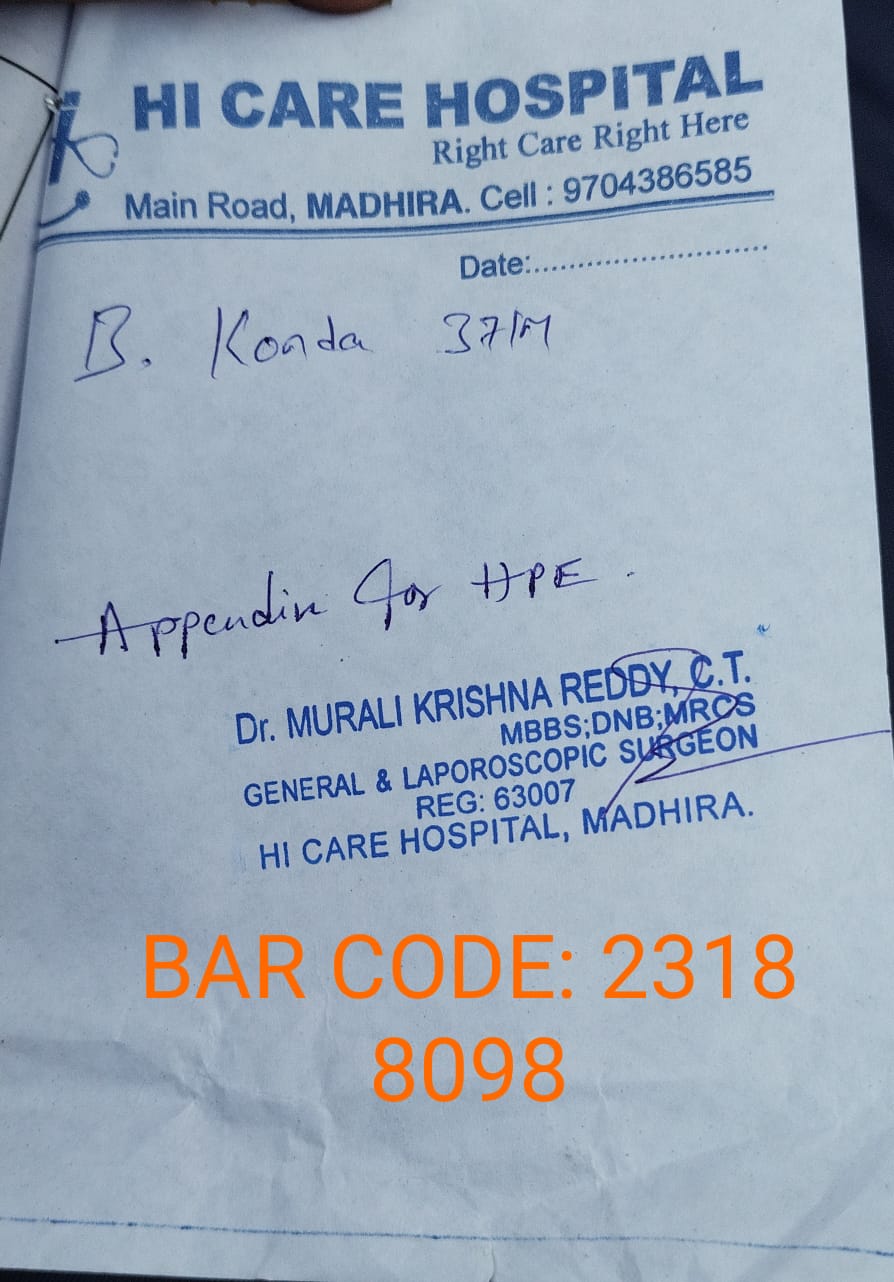 HI CARE HOSPITAL
Right Care Right Here
Main Road, MADHIRA. Cell : 9704386585
Date:..............................
B. Konda 37/M
Appendix for HPE.
Dr. MURALI KRISHNA REDDY, C.T.
MBBS;DNB;MRCS
GENERAL & LAPOROSCOPIC SURGEON
REG: 63007
HI CARE HOSPITAL, MADHIRA.
BAR CODE: 2318
8098